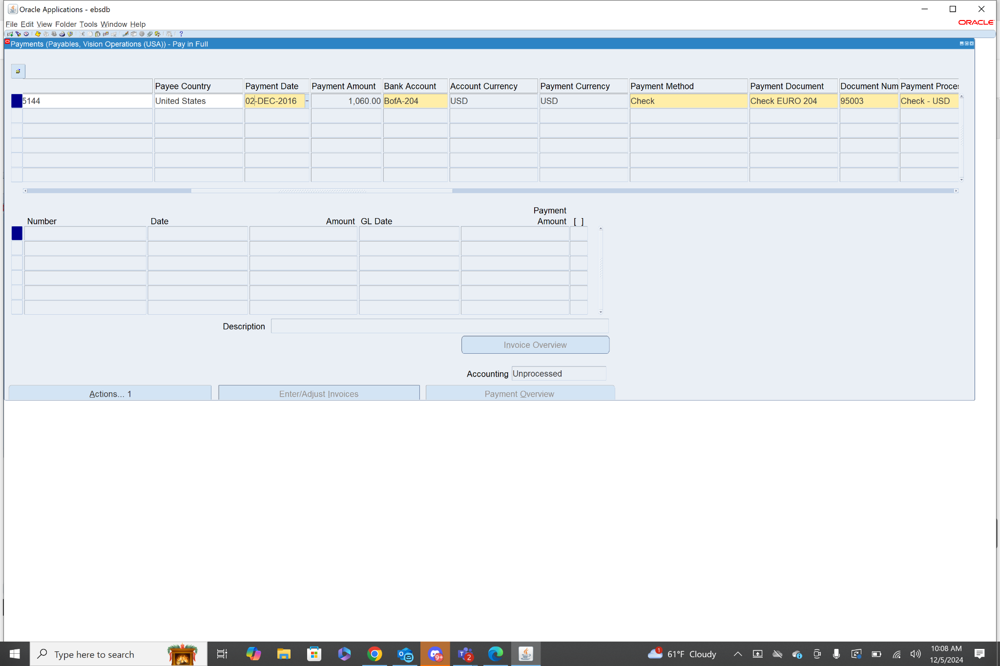 Oracle Applications - ebsdb
File Edit View Folder Tools Window Help
ORACLE
?
Payments (Payables, Vision Operations (USA)) - Pay in Full
Payee Country Payment Date Payment Amount Bank Account Account Currency Payment Currency Payment Method Payment Document Document Num Payment Proces
5144 United States 02-DEC-2016 1,060.00 BofA-204 USD USD Check Check EURO 204 95003 Check - USD
Payment
Number Date Amount GL Date Amount [ ]
Description
Invoice Overview
Accounting Unprocessed
Actions... 1 Enter/Adjust Invoices Payment Overview
Type here to search
9+
2
1
61°F Cloudy
10:08 AM
12/5/2024